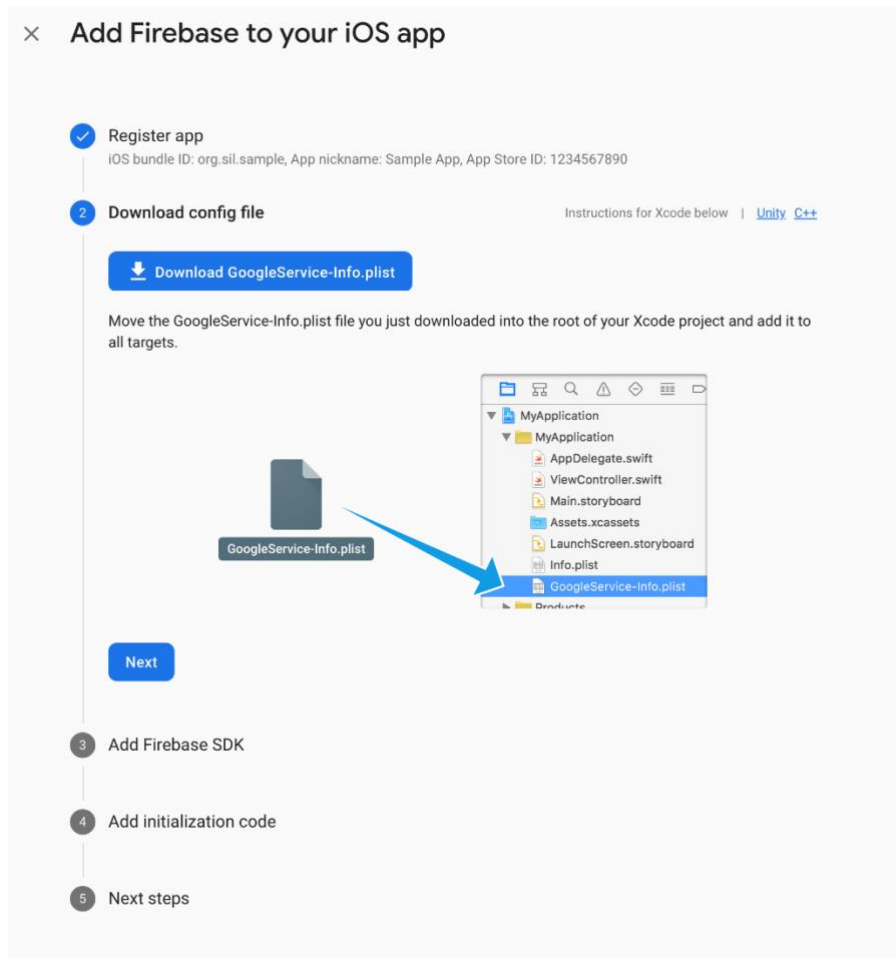 Add Firebase to your iOS app
Register app
iOS bundle ID: org.sil.sample, App nickname: Sample App, App Store ID: 1234567890
2 Download config file
Instructions for Xcode below | Unity C++
Download GoogleService-Info.plist
Move the GoogleService-Info.plist file you just downloaded into the root of your Xcode project and add it to
all targets.
GoogleService-Info.plist
MyApplication
MyApplication
AppDelegate.swift
ViewController.swift
Main.storyboard
Assets.xcassets
LaunchScreen.storyboard
Info.plist
GoogleService-Info.plist
Products
Next
3 Add Firebase SDK
4 Add initialization code
5 Next steps